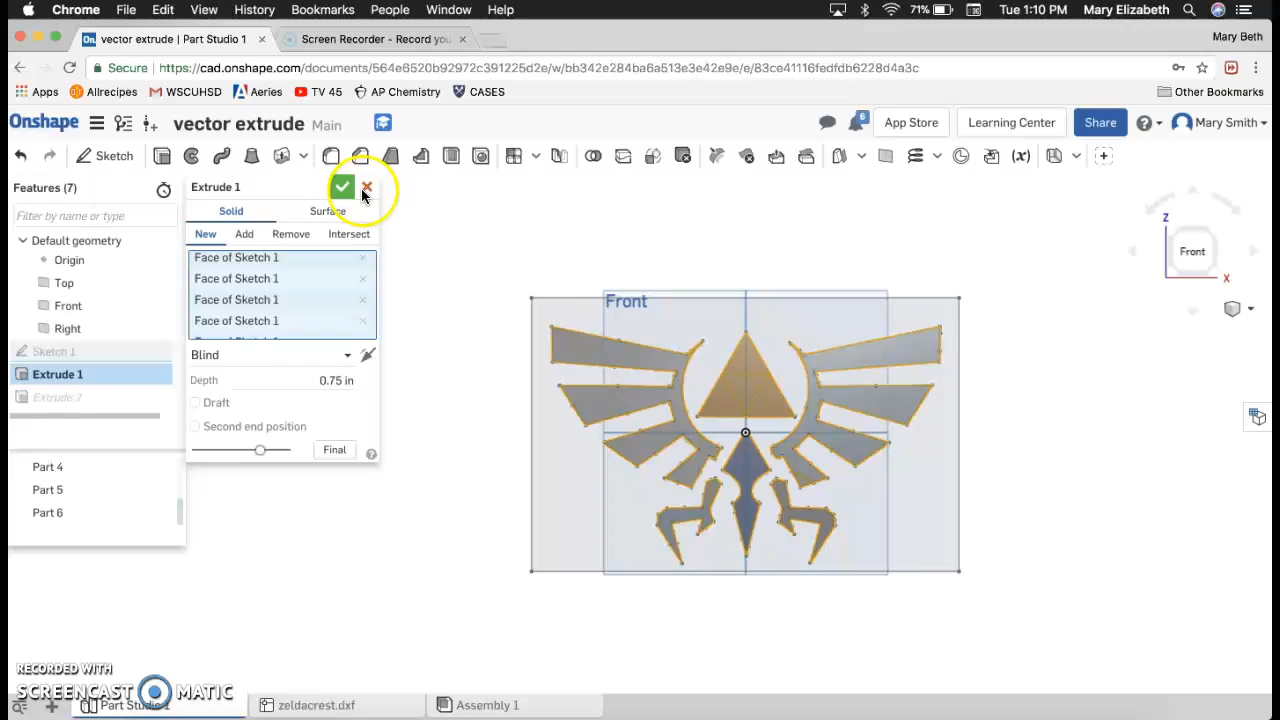 Chrome File Edit View History Bookmarks People Window Help 71% Tue 1:10 PM Mary Elizabeth
On vector extrude | Part Studio 1 × Screen Recorder - Record you × Mary Beth
Secure https://cad.onshape.com/documents/564e6520b92972c391225d2e/w/bb342e284ba6a513e3e42e9e/e/83ce41116fedfdb6228d4a3c
Apps Allrecipes WSCUHSD Aeries TV 45 AP Chemistry CASES Other Bookmarks
Onshape vector extrude Main 6 App Store Learning Center Share Mary Smith
Sketch (x)
Features (7)
Filter by name or type
Default geometry
Origin
Top
Front
Right
Sketch 1
Extrude 1
Extrude 2
Part 4
Part 5
Part 6
Extrude 1
Solid Surface
New Add Remove Intersect
Face of Sketch 1 ×
Face of Sketch 1 ×
Face of Sketch 1 ×
Face of Sketch 1 ×
Blind
Depth 0.75 in
Draft
Second end position
Final
Front
Z
Front
X
RECORDED WITH
SCREENCAST MATIC
Part Studio 1 zeldacrest.dxf Assembly 1